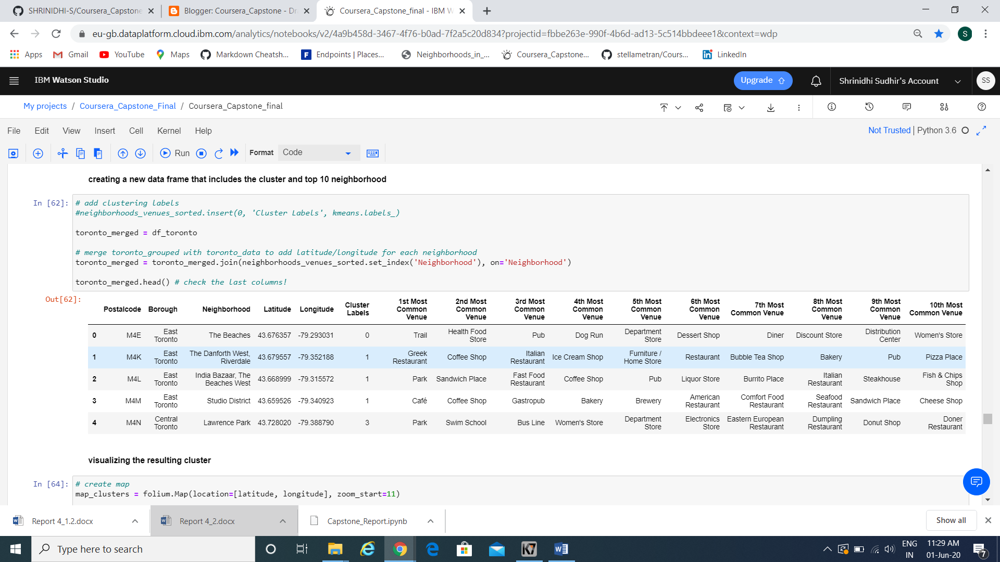 SHRINIDHI-S/Coursera_Capstone
Blogger: Coursera_Capstone - Dr
Coursera_Capstone_final - IBM W
eu-gb.dataplatform.cloud.ibm.com/analytics/notebooks/v2/4a9b458d-3467-4f76-b0ad-7f2a5c20d834?projectid=fbbe263e-990f-4b6d-ad13-5c514bbdeee1&context=wdp
S
Apps Gmail YouTube Maps Markdown Cheatsh... Endpoints | Places... Neighborhoods_in_... Coursera_Capstone... stellametran/Cours... LinkedIn
IBM Watson Studio
Upgrade
Shrinidhi Sudhir's Account
SS
My projects / Coursera_Capstone_Final / Coursera_Capstone_final
File Edit View Insert Cell Kernel Help
Not Trusted | Python 3.6
Run
Format
Code
creating a new data frame that includes the cluster and top 10 neighborhood
In [62]:
# add clustering labels
#neighborhoods_venues_sorted.insert(0, 'Cluster Labels', kmeans.labels_)
toronto_merged = df_toronto
# merge toronto_grouped with toronto_data to add latitude/longitude for each neighborhood
toronto_merged = toronto_merged.join(neighborhoods_venues_sorted.set_index('Neighborhood'), on='Neighborhood')
toronto_merged.head() # check the last columns!
Out[62]:
Postalcode Borough Neighborhood Latitude Longitude Cluster Labels 1st Most Common Venue 2nd Most Common Venue 3rd Most Common Venue 4th Most Common Venue 5th Most Common Venue 6th Most Common Venue 7th Most Common Venue 8th Most Common Venue 9th Most Common Venue 10th Most Common Venue
0 M4E East Toronto The Beaches 43.676357 -79.293031 0 Trail Health Food Store Pub Dog Run Department Store Dessert Shop Diner Discount Store Distribution Center Women's Store
1 M4K East Toronto The Danforth West, Riverdale 43.679557 -79.352188 1 Greek Restaurant Coffee Shop Italian Restaurant Ice Cream Shop Furniture / Home Store Restaurant Bubble Tea Shop Bakery Pub Pizza Place
2 M4L East Toronto India Bazaar, The Beaches West 43.668999 -79.315572 1 Park Sandwich Place Fast Food Restaurant Coffee Shop Pub Liquor Store Burrito Place Italian Restaurant Steakhouse Fish & Chips Shop
3 M4M East Toronto Studio District 43.659526 -79.340923 1 Café Coffee Shop Gastropub Bakery Brewery American Restaurant Comfort Food Restaurant Seafood Restaurant Sandwich Place Cheese Shop
4 M4N Central Toronto Lawrence Park 43.728020 -79.388790 3 Park Swim School Bus Line Women's Store Department Store Electronics Store Eastern European Restaurant Dumpling Restaurant Donut Shop Doner Restaurant
visualizing the resulting cluster
In [64]:
# create map
map_clusters = folium.Map(location=[latitude, longitude], zoom_start=11)
Report 4_1.2.docx
Report 4_2.docx
Capstone_Report.ipynb
Show all
Type here to search
ENG
IN
11:29 AM
01-Jun-20
7